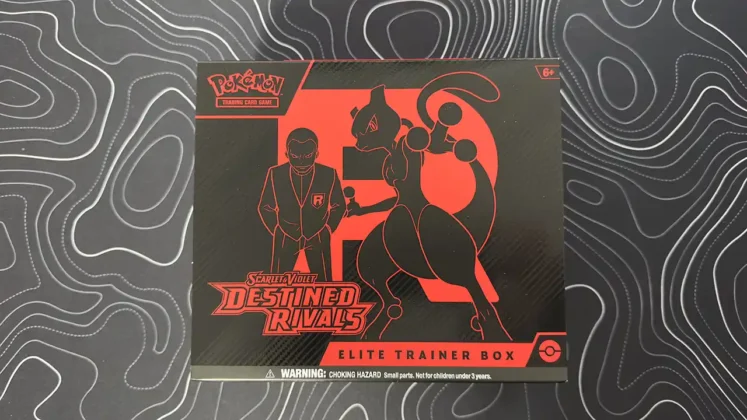 POKÉMON
TRADING CARD GAME
6+
R
SCARLET & VIOLET
DESTINED
RIVALS
ELITE TRAINER BOX
WARNING: CHOKING HAZARD Small parts. Not for children under 3 years.